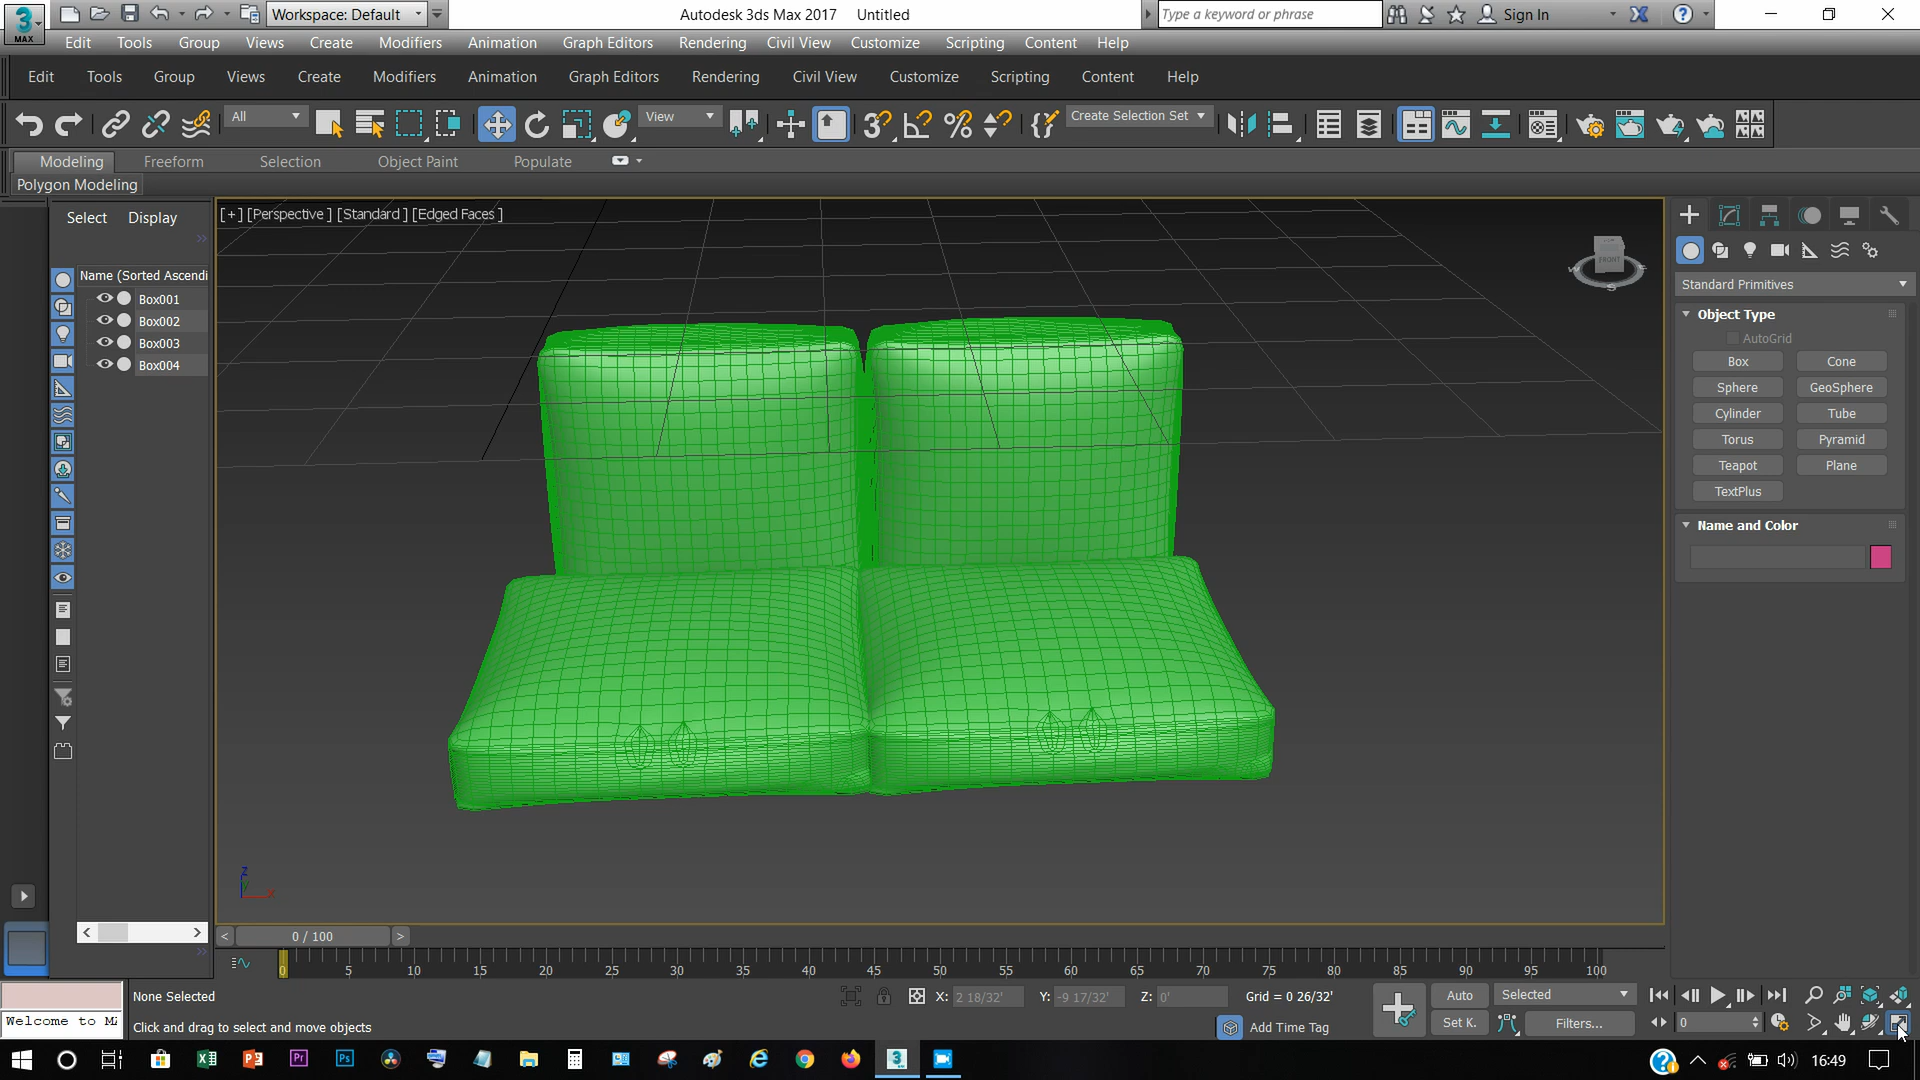 Workspace: Default
Autodesk 3ds Max 2017 Untitled
Type a keyword or phrase
Sign In
MAX
Edit Tools Group Views Create Modifiers Animation Graph Editors Rendering Civil View Customize Scripting Content Help
Edit Tools Group Views Create Modifiers Animation Graph Editors Rendering Civil View Customize Scripting Content Help
All
View
Create Selection Set
Modeling Freeform Selection Object Paint Populate
Polygon Modeling
Select Display
[+] [Perspective ] [Standard ] [Edged Faces ]
FRONT
Name (Sorted Ascendi
Box001
Box002
Box003
Box004
Standard Primitives
Object Type
AutoGrid
Box Cone
Sphere GeoSphere
Cylinder Tube
Torus Pyramid
Teapot Plane
TextPlus
Name and Color
z
x
< >
< 0 / 100 >
0 5 10 15 20 25 30 35 40 45 50 55 60 65 70 75 80 85 90 95 100
None Selected
X: 2 18/32' Y: -9 17/32' Z: 0' Grid = 0 26/32'
Auto Selected
Welcome to MA
Click and drag to select and move objects
Add Time Tag
Set K. Filters...
0
16:49